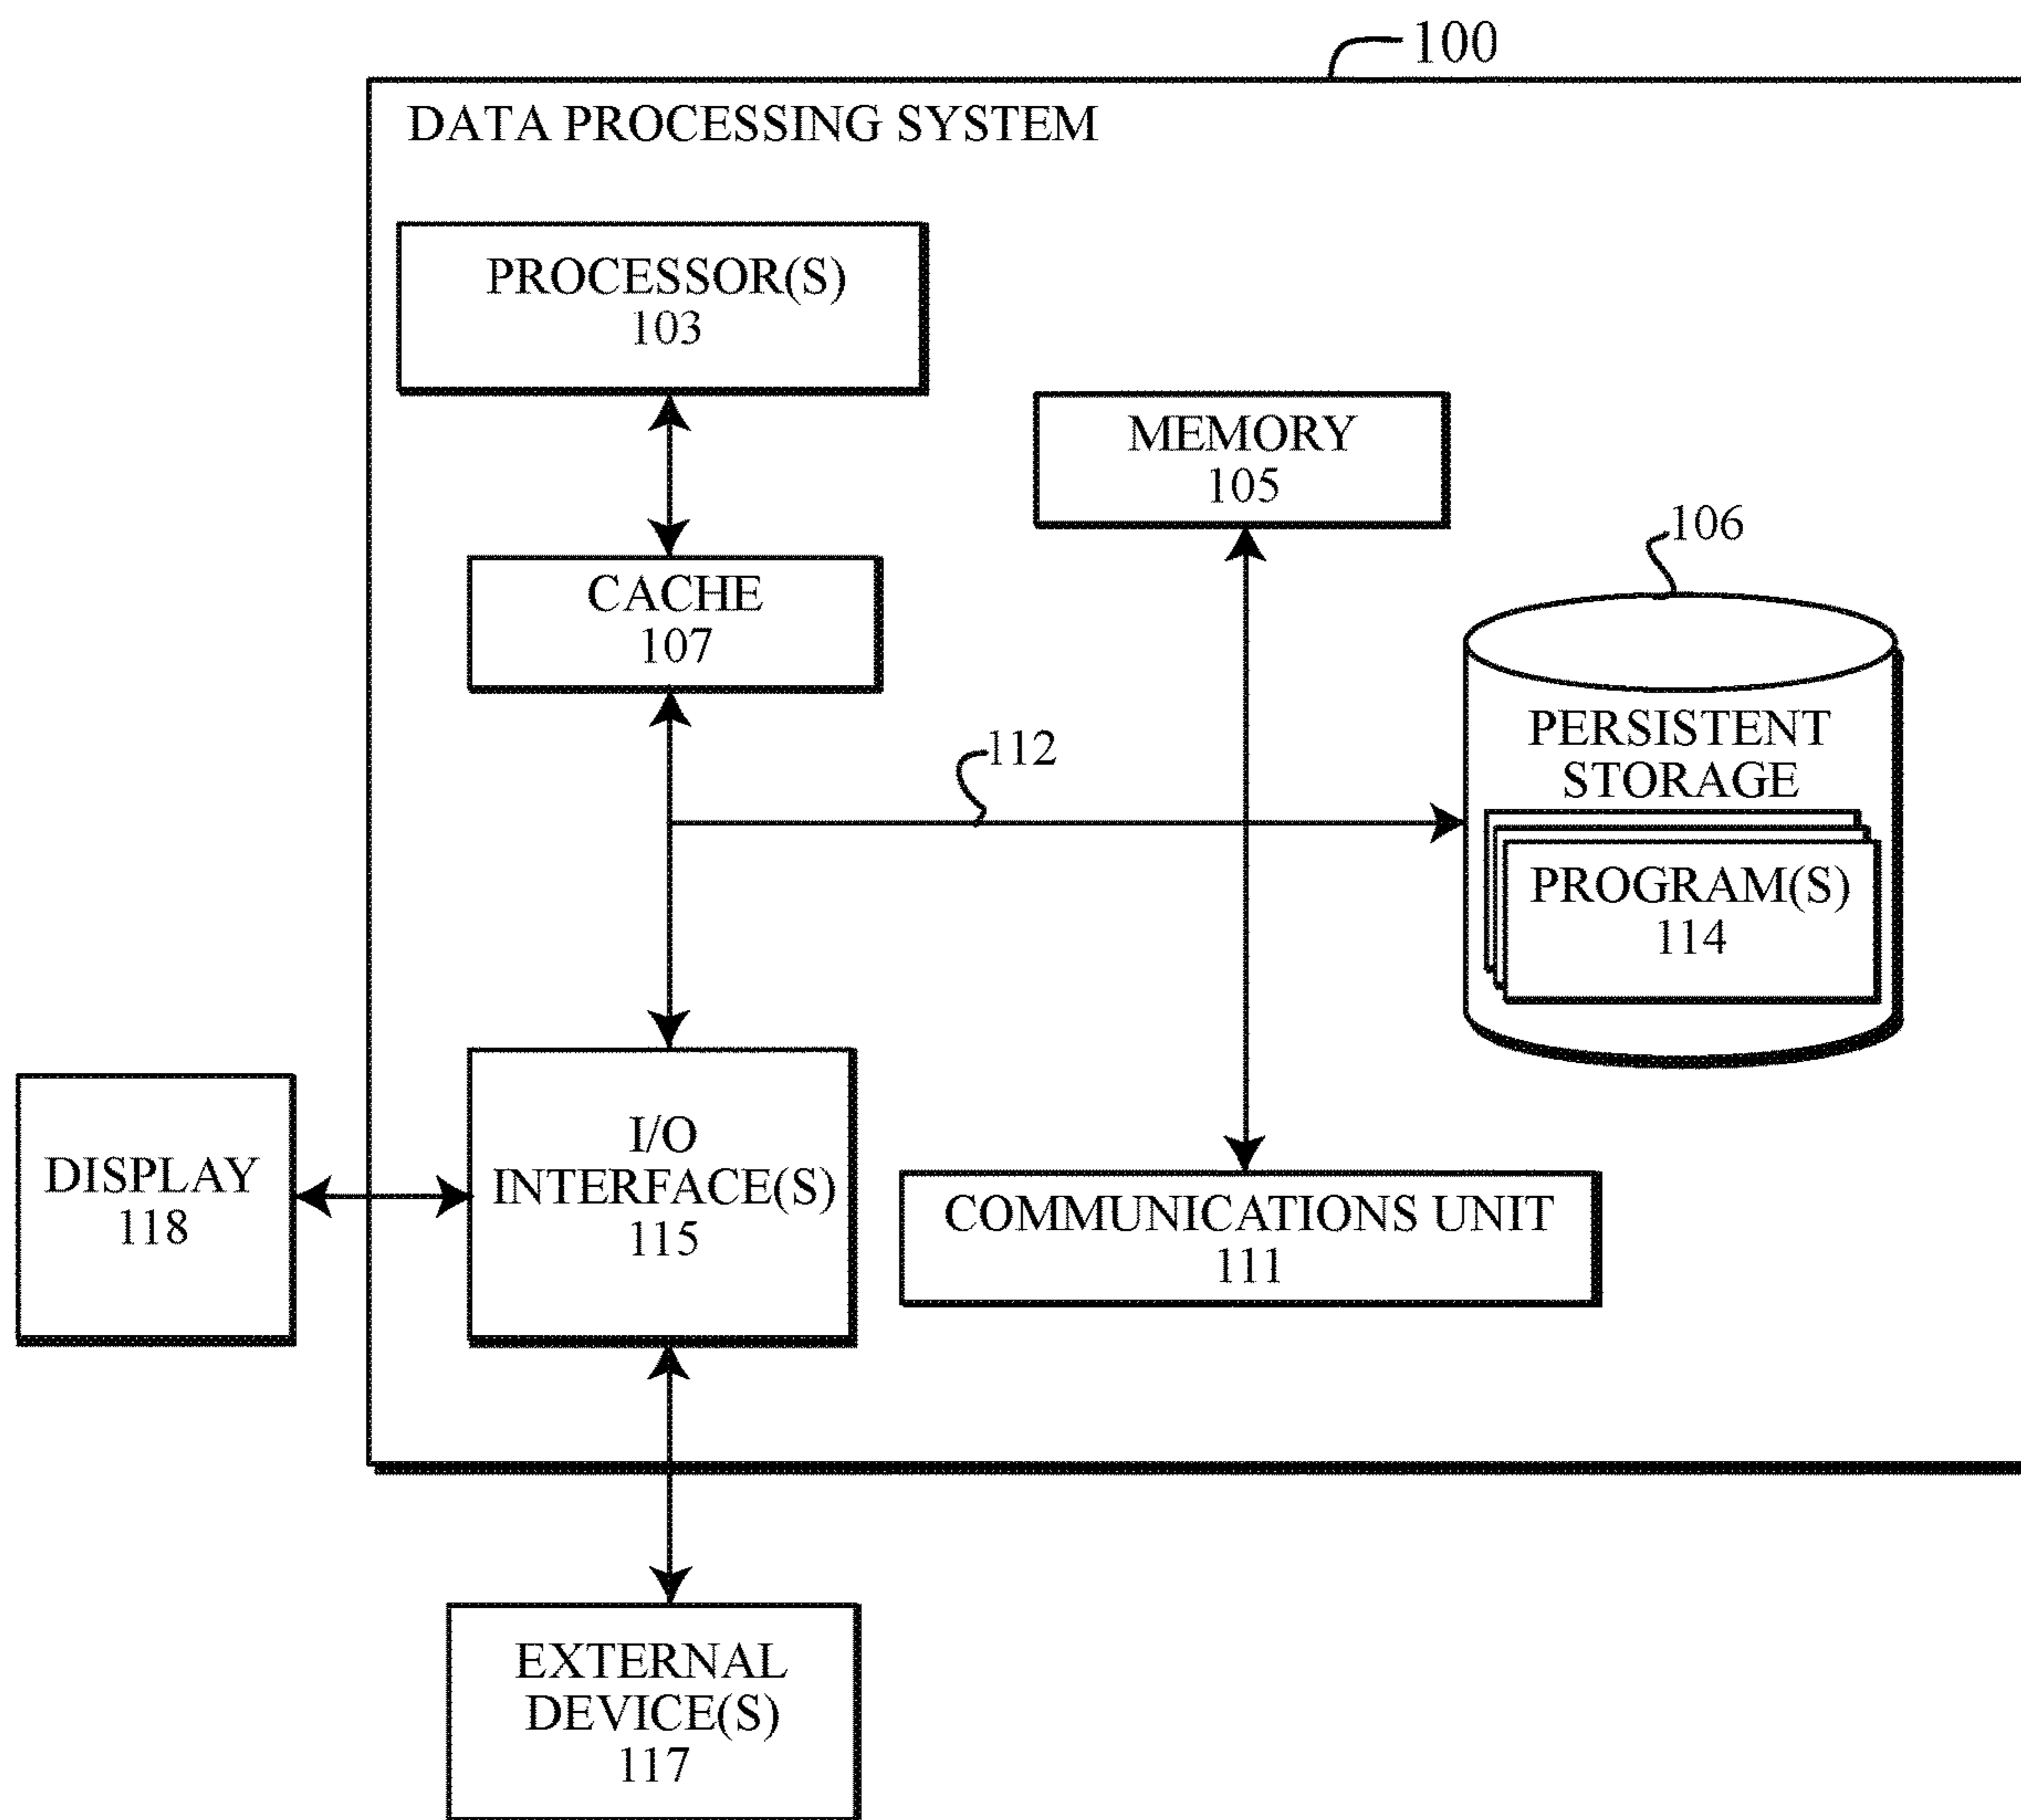 100
DATA PROCESSING SYSTEM
PROCESSOR(S)
103
MEMORY
105
106
CACHE
107
112
PERSISTENT
STORAGE
PROGRAM(S)
114
DISPLAY
118
I/O
INTERFACE(S)
115
COMMUNICATIONS UNIT
111
EXTERNAL
DEVICE(S)
117